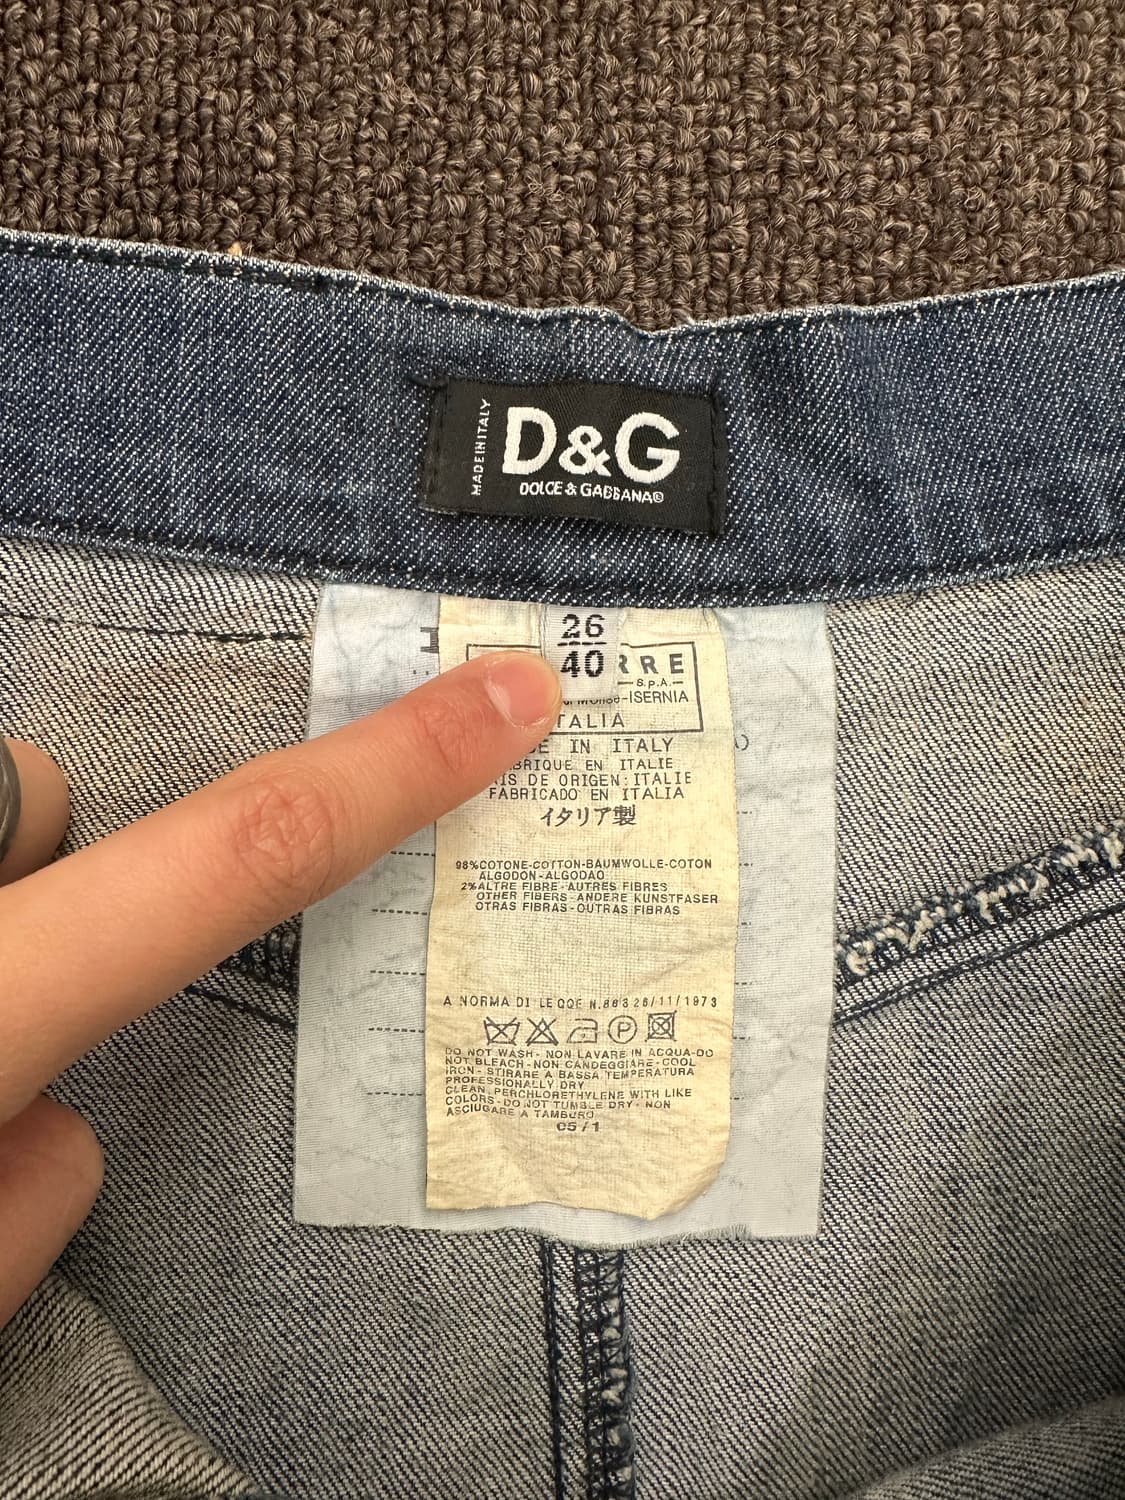 MADE IN ITALY
D&G
DOLCE & GABBANA®
26
40
RRE
S.p.A.
-ISERNIA
TALIA
E IN ITALY
BRIQUE EN ITALIE
IS DE ORIGEN: ITALIE
FABRICADO EN ITALIA
イタリア製
98%COTONE-COTTON-BAUMWOLLE-COTON
ALGODON-ALGODAO
2%ALTRE FIBRE-AUTRES FIBRES
OTHER FIBERS-ANDERE KUNSTFASER
OTRAS FIBRAS-OUTRAS FIBRAS
A NORMA DI LEGGE N.883 26/11/1973
P
DO NOT WASH-NON LAVARE IN ACQUA-DO
NOT BLEACH-NON CANDEGGIARE-COOL
IRON-STIRARE A BASSA TEMPERATURA
PROFESSIONALLY DRY
CLEAN PERCHLORETHYLENE WITH LIKE
COLORS-DO NOT TUMBLE DRY-NON
ASCIUGARE A TAMBURO
05/1